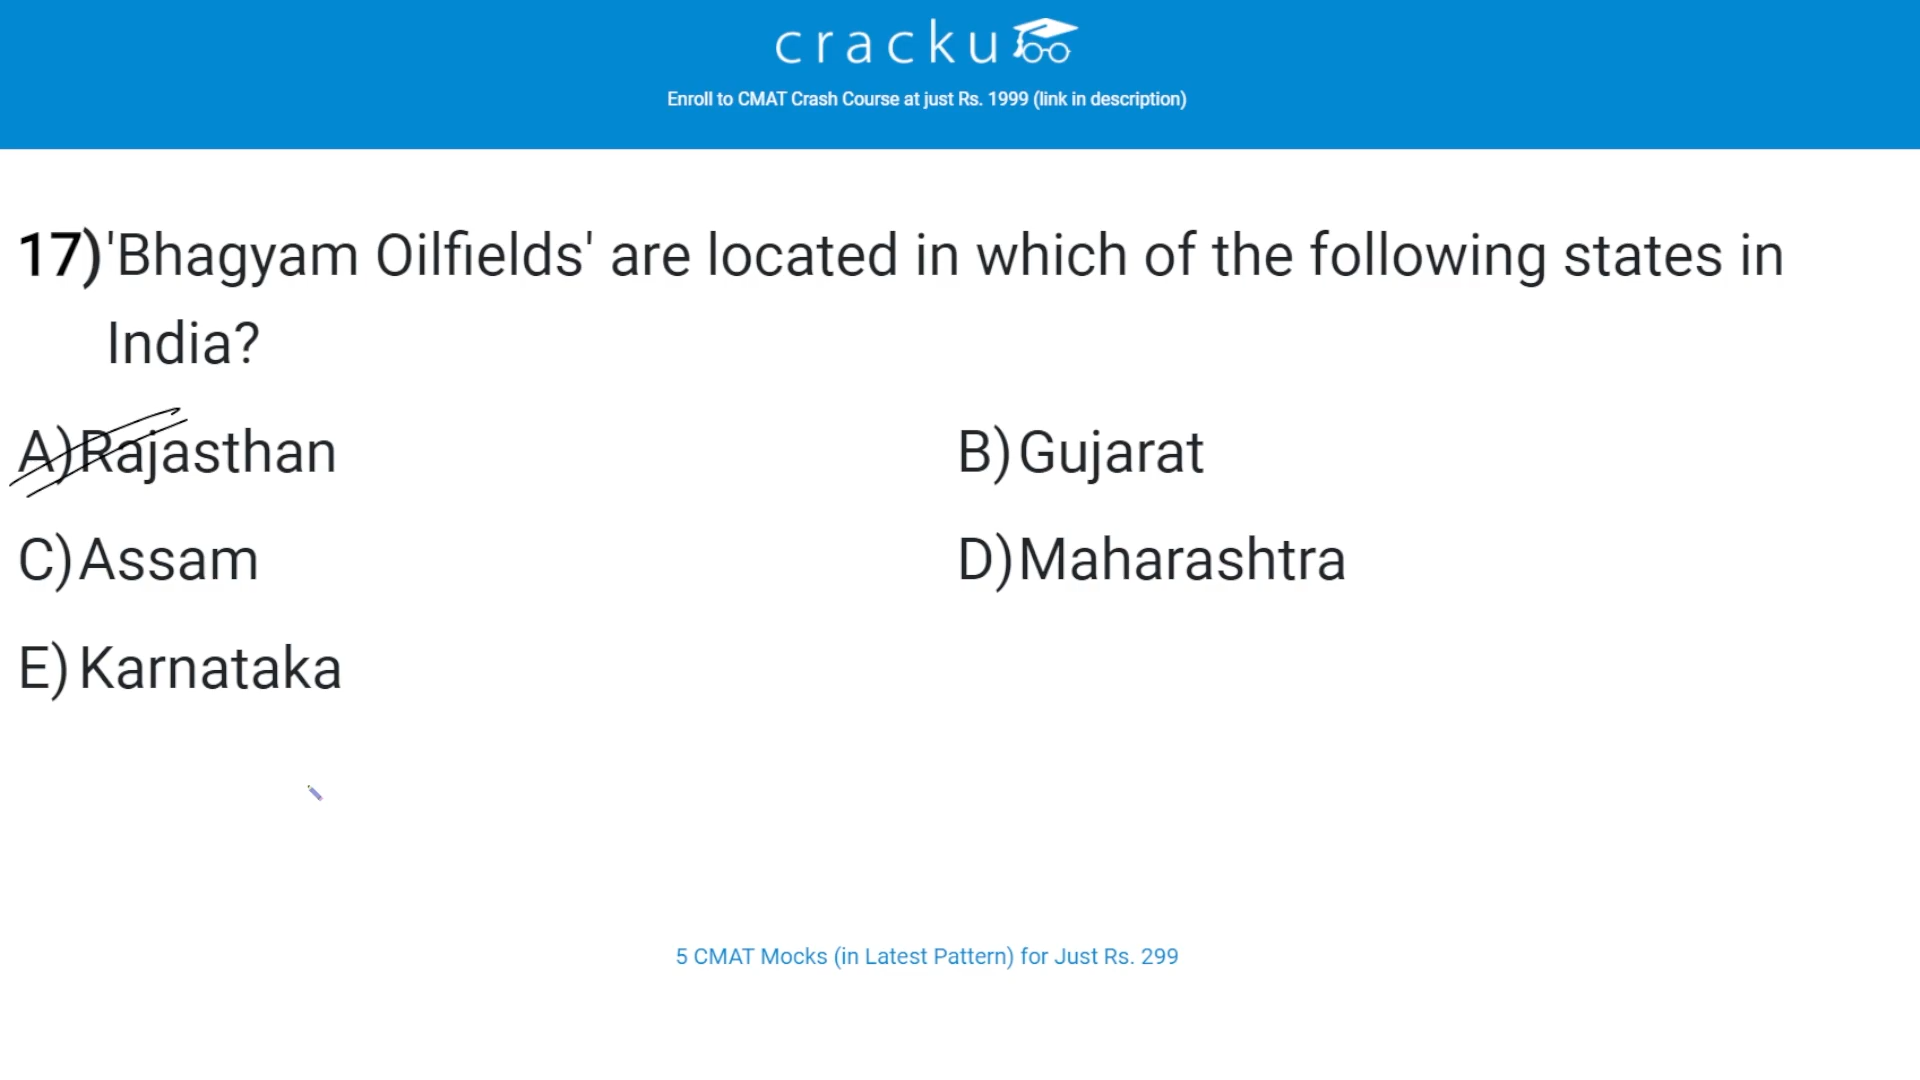 cracku
Enroll to CMAT Crash Course at just Rs. 1999 (link in description)
17) 'Bhagyam Oilfields' are located in which of the following states in
India?
A) Rajasthan
B) Gujarat
C) Assam
D) Maharashtra
E) Karnataka
5 CMAT Mocks (in Latest Pattern) for Just Rs. 299